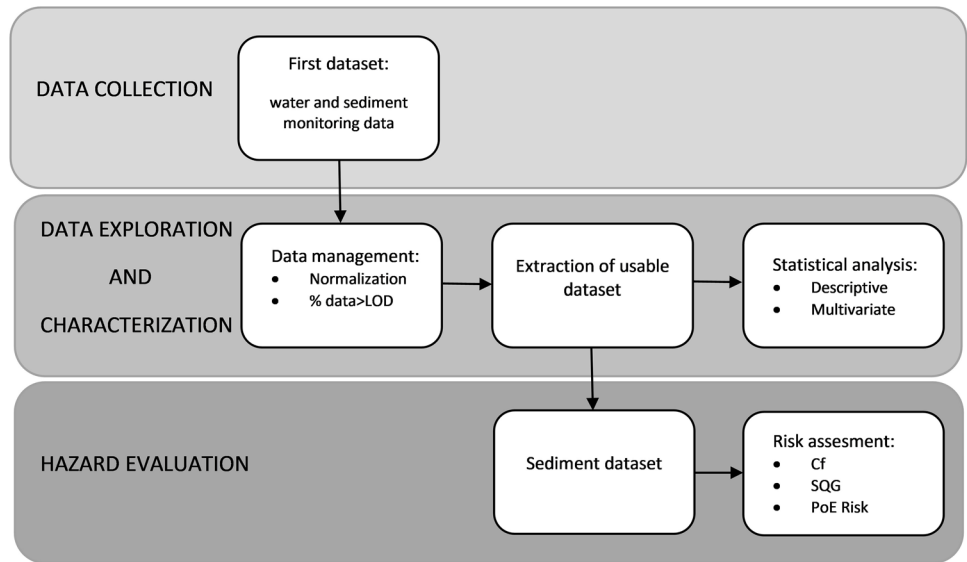 DATA COLLECTION
First dataset:
water and sediment
monitoring data
DATA EXPLORATION
AND
CHARACTERIZATION
Data management:
• Normalization
• % data>LOD
Extraction of usable
dataset
Statistical analysis:
• Descriptive
• Multivariate
HAZARD EVALUATION
Sediment dataset
Risk assesment:
• Cf
• SQG
• PoE Risk